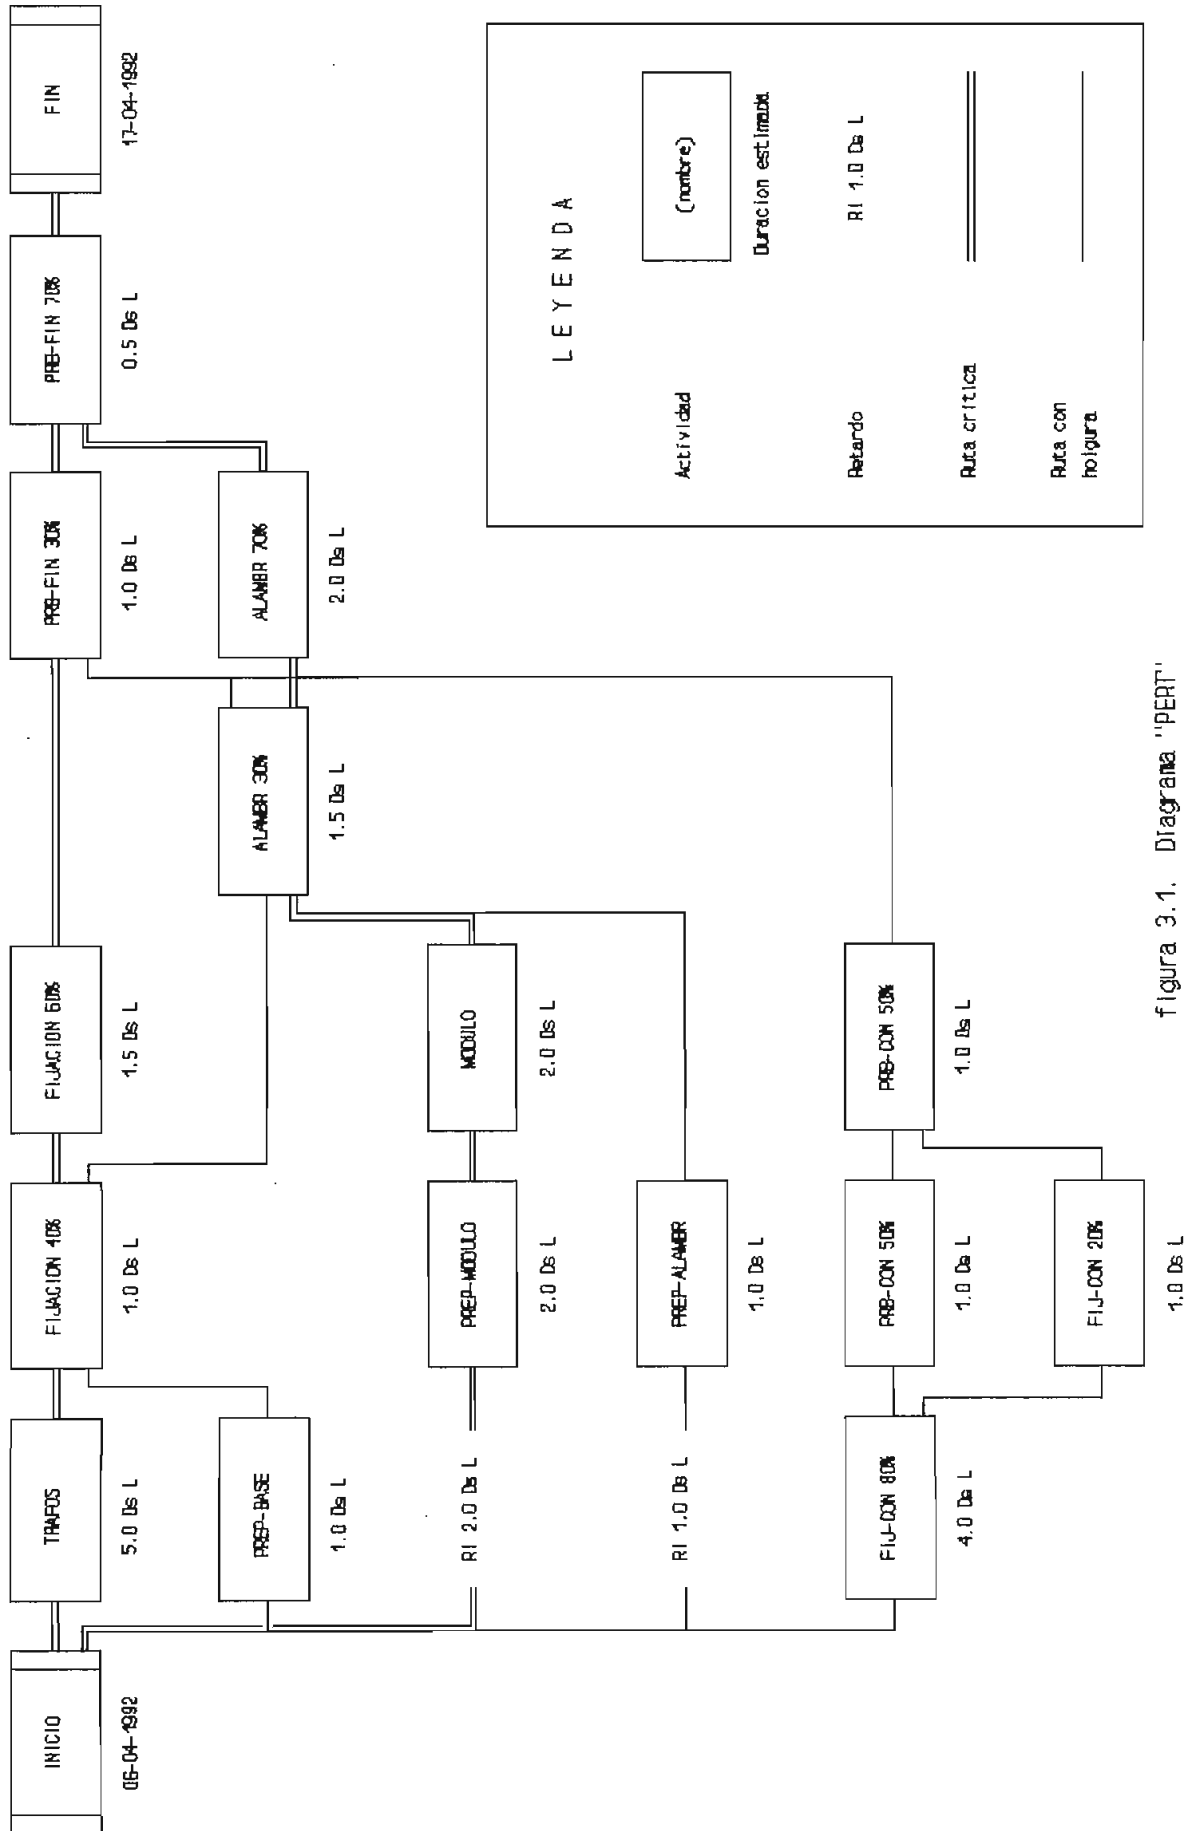 INICIO
06-04-1992
TRAFOS
5.0 Ds L
FIJACION 40%
1.0 Ds L
FIJACION 60%
1.5 Ds L
PRB-FIN 30%
1.0 Ds L
PRB-FIN 70%
0.5 Ds L
FIN
17-04-1992
PREP-BASE
1.0 Ds L
ALAMBR 30%
1.5 Ds L
ALAMBR 70%
2.0 Ds L
RI 2.0 Ds L
PREP-MODULO
2.0 Ds L
MODULO
2.0 Ds L
RI 1.0 Ds L
PREP-ALAMBR
1.0 Ds L
FIJ-CON 80%
4.0 Ds L
PRB-CON 50%
1.0 Ds L
PRB-CON 50%
1.0 Ds L
FIJ-CON 20%
1.0 Ds L
LEYENDA
Actividad
(nombre)
Duracion estimada
Retardo
RI 1.0 Ds L
Ruta critica
Ruta con
holgura
figura 3.1. Diagrama "PERT"